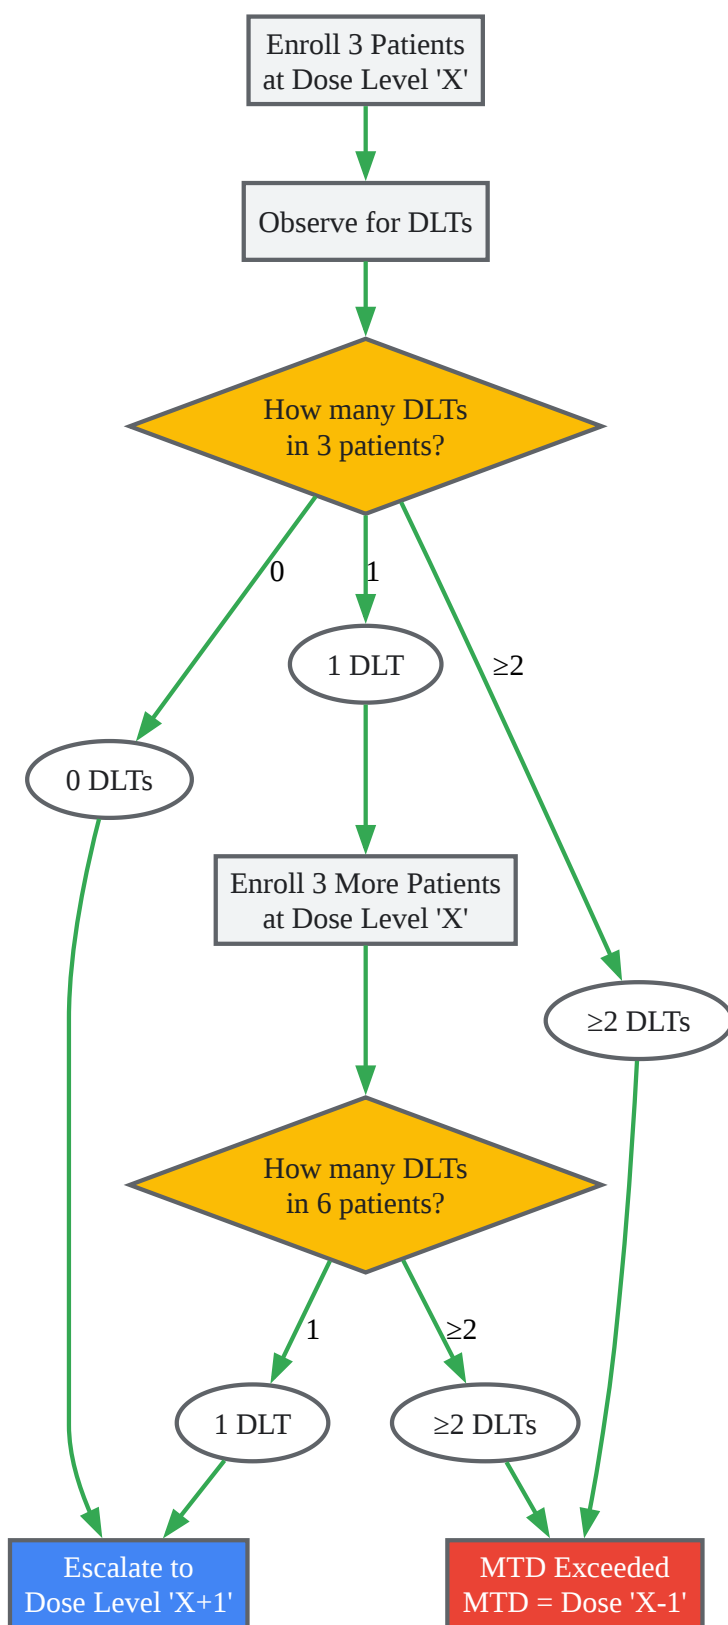 Enroll 3 Patients
at Dose Level 'X'
Observe for DLTs
How many DLTs
in 3 patients?
0
1
≥2
1 DLT
0 DLTs
Enroll 3 More Patients
at Dose Level 'X'
≥2 DLTs
How many DLTs
in 6 patients?
1
≥2
1 DLT
≥2 DLTs
Escalate to
Dose Level 'X+1'
MTD Exceeded
MTD = Dose 'X-1'